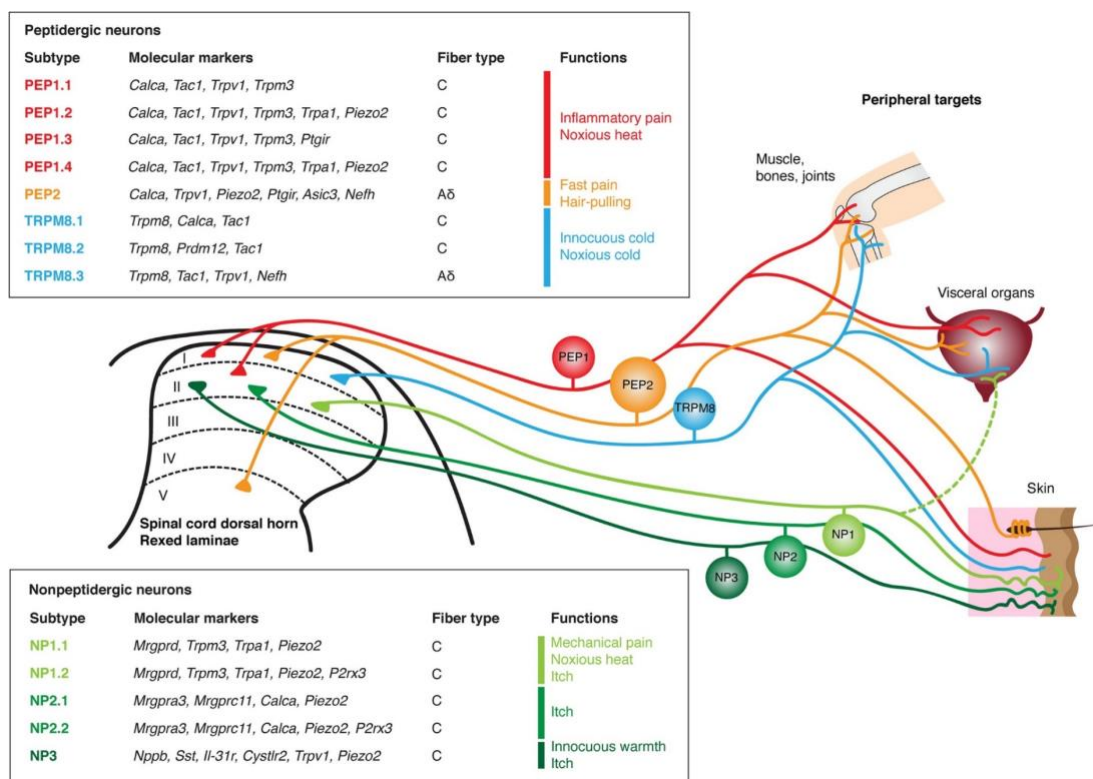 Peptidergic neurons
Subtype Molecular markers Fiber type Functions
PEP1.1 Calca, Tac1, Trpv1, Trpm3 C
PEP1.2 Calca, Tac1, Trpv1, Trpm3, Trpa1, Piezo2 C
PEP1.3 Calca, Tac1, Trpv1, Trpm3, Ptgir C
PEP1.4 Calca, Tac1, Trpv1, Trpm3, Trpa1, Piezo2 C
Inflammatory pain
Noxious heat
PEP2 Calca, Trpv1, Piezo2, Ptgir, Asic3, Nefh Aδ
Fast pain
Hair-pulling
TRPM8.1 Trpm8, Calca, Tac1 C
TRPM8.2 Trpm8, Prdm12, Tac1 C
TRPM8.3 Trpm8, Tac1, Trpv1, Nefh Aδ
Innocuous cold
Noxious cold
Peripheral targets
Muscle,
bones, joints
Visceral organs
Skin
PEP1
PEP2
TRPM8
NP1
NP2
NP3
I
II
III
IV
V
Spinal cord dorsal horn
Rexed laminae
Nonpeptidergic neurons
Subtype Molecular markers Fiber type Functions
NP1.1 Mrgprd, Trpm3, Trpa1, Piezo2 C
NP1.2 Mrgprd, Trpm3, Trpa1, Piezo2, P2rx3 C
Mechanical pain
Noxious heat
Itch
NP2.1 Mrgpra3, Mrgprc11, Calca, Piezo2 C
NP2.2 Mrgpra3, Mrgprc11, Calca, Piezo2, P2rx3 C
Itch
NP3 Nppb, Sst, Il-31r, Cystlr2, Trpv1, Piezo2 C
Innocuous warmth
Itch